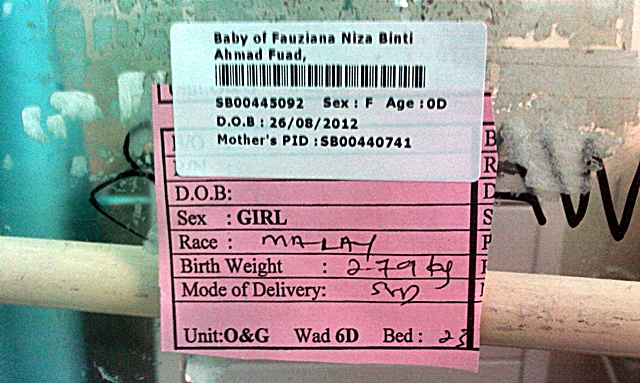 Baby of Fauziana Niza Binti
Ahmad Fuad,
SB00445092 Sex : F Age : 0D
D.O.B : 26/08/2012
Mother's PID : SB00440741
D.O.B:
Sex : GIRL
Race : MALAY
Birth Weight : 2.79 kg
Mode of Delivery: SVD
Unit:O&G Wad 6D Bed : 23